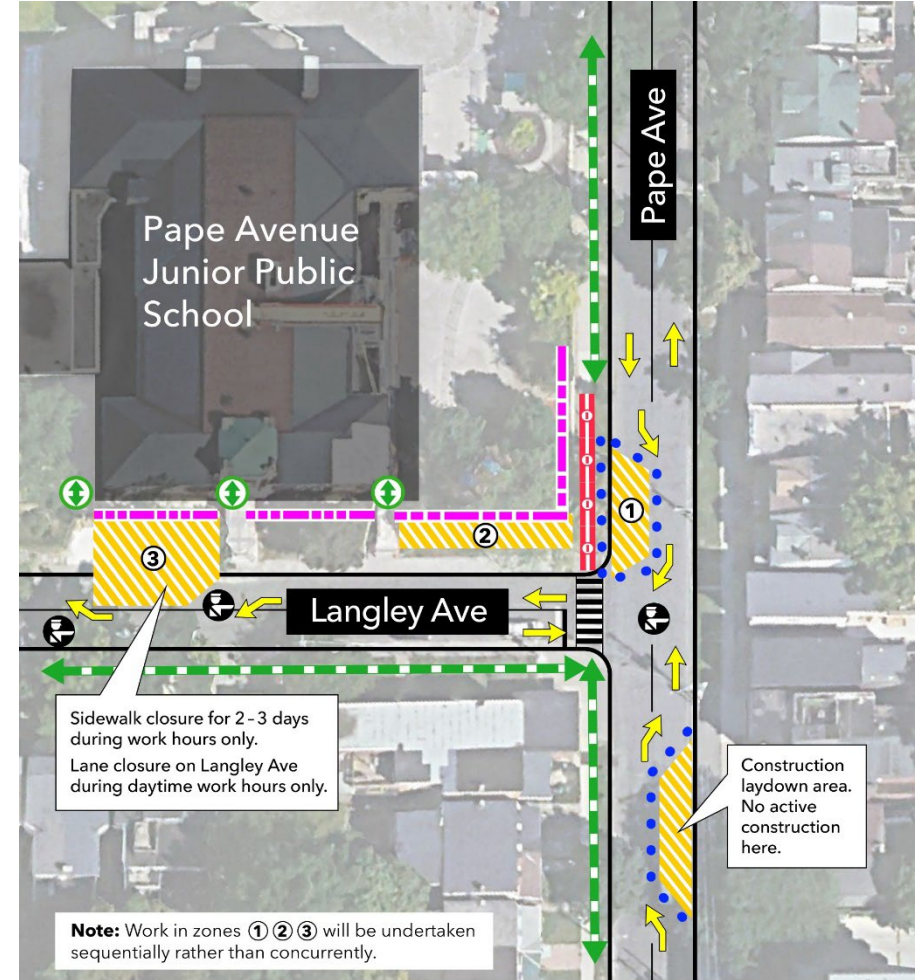 Pape Ave
Pape Avenue
Junior Public
School
①
②
③
Langley Ave
Sidewalk closure for 2–3 days
during work hours only.
Lane closure on Langley Ave
during daytime work hours only.
Construction
laydown area.
No active
construction
here.
Note: Work in zones ① ② ③ will be undertaken
sequentially rather than concurrently.